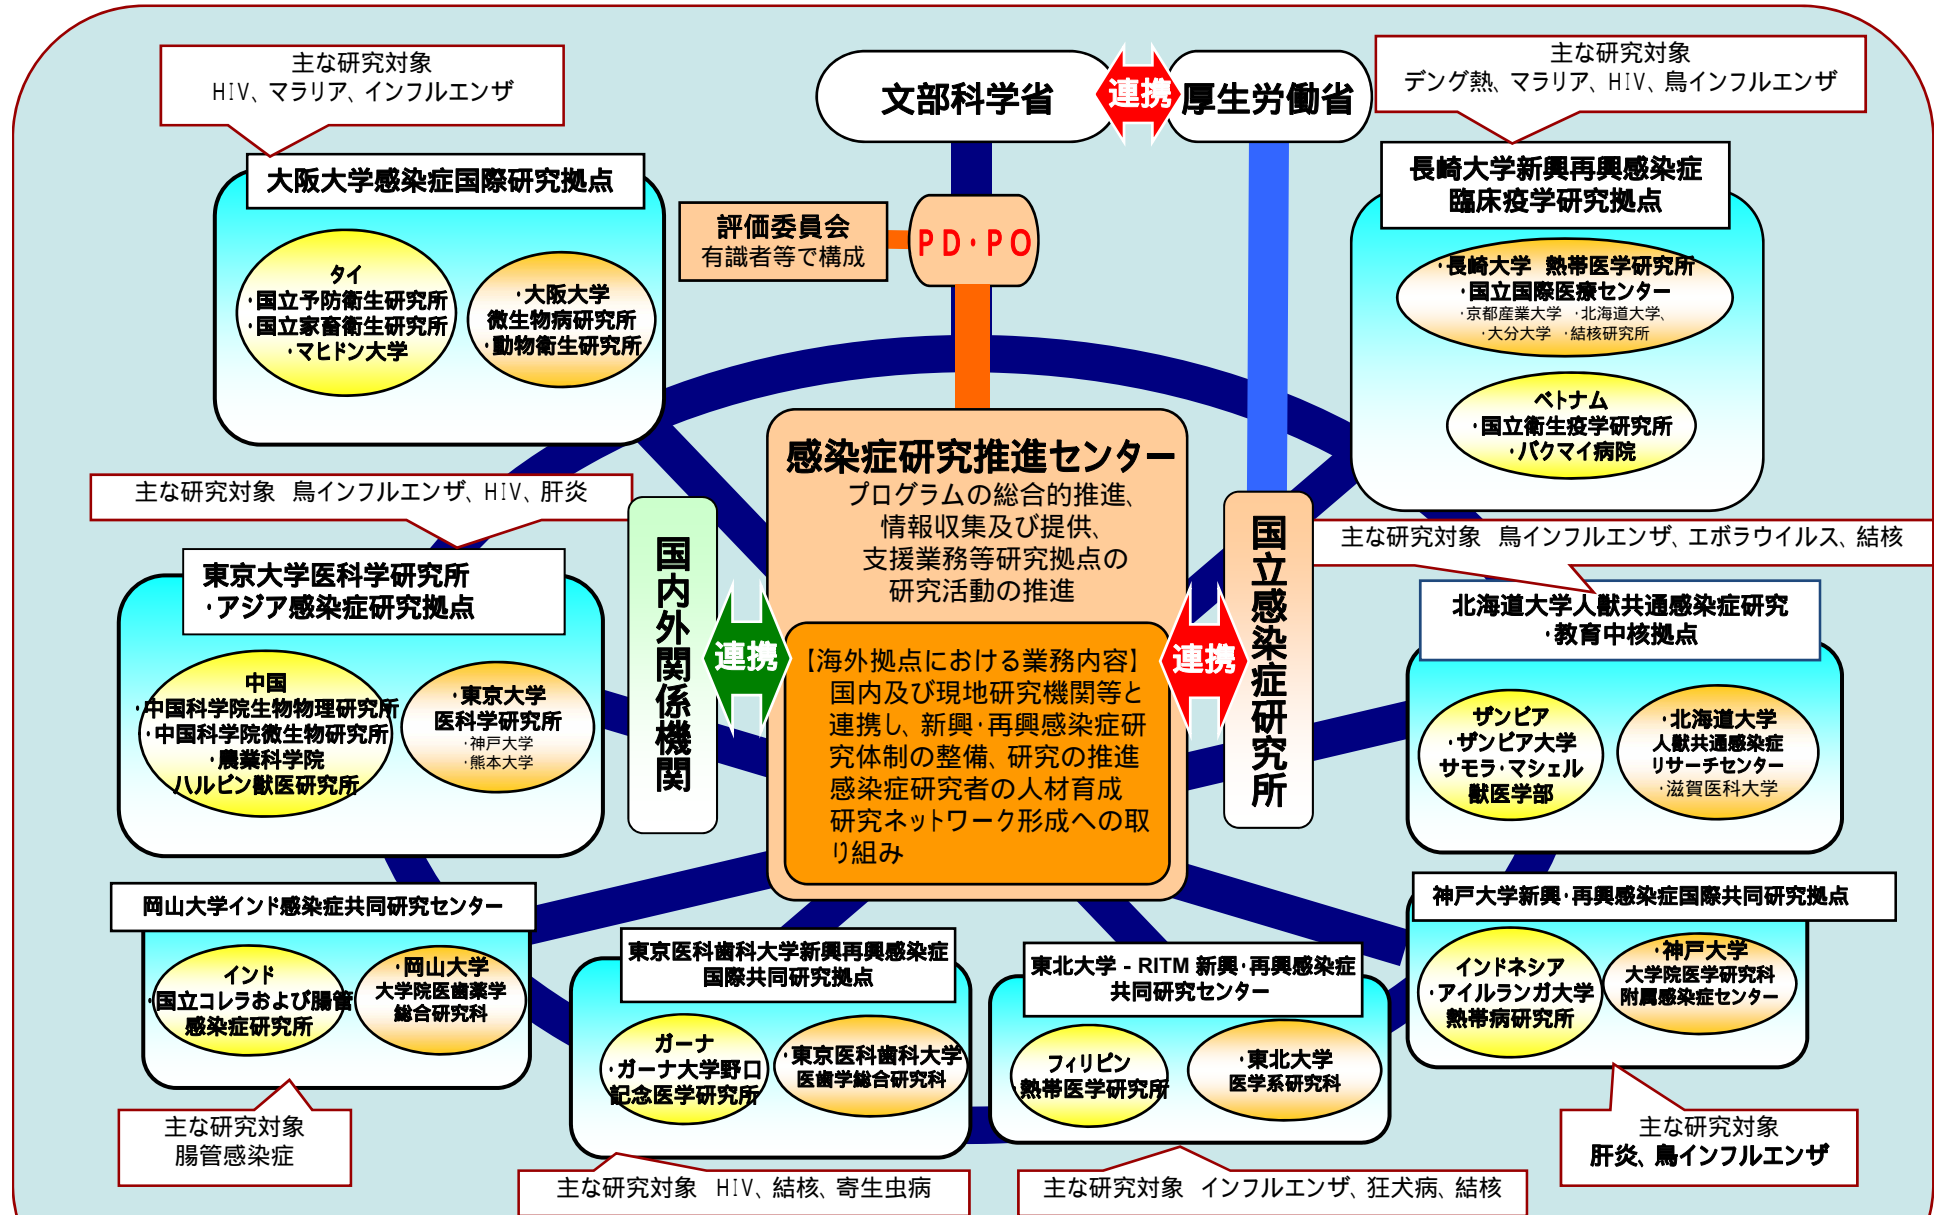 主な研究対象
HIV、マラリア、インフルエンザ
大阪大学感染症国際研究拠点
タイ
・国立予防衛生研究所
・国立家畜衛生研究所
・マヒドン大学
・大阪大学
微生物病研究所
・動物衛生研究所
文部科学省
連携
厚生労働省
評価委員会
有識者等で構成
PD・PO
主な研究対象
デング熱、マラリア、HIV、鳥インフルエンザ
長崎大学新興再興感染症
臨床疫学研究拠点
・長崎大学 熱帯医学研究所
・国立国際医療センター
・京都産業大学 ・北海道大学、
・大分大学 ・結核研究所
ベトナム
・国立衛生疫学研究所
・バクマイ病院
主な研究対象 鳥インフルエンザ、HIV、肝炎
東京大学医科学研究所
・アジア感染症研究拠点
中国
・中国科学院生物物理研究所
・中国科学院微生物研究所
・農業科学院
ハルビン獣医研究所
・東京大学
医科学研究所
・神戸大学
・熊本大学
国内外関係機関
連携
感染症研究推進センター
プログラムの総合的推進、
情報収集及び提供、
支援業務等研究拠点の
研究活動の推進
【海外拠点における業務内容】
国内及び現地研究機関等と
連携し、新興・再興感染症研
究体制の整備、研究の推進
感染症研究者の人材育成
研究ネットワーク形成への取
り組み
連携
国立感染症研究所
主な研究対象 鳥インフルエンザ、エボラウイルス、結核
北海道大学人獣共通感染症研究
・教育中核拠点
ザンビア
・ザンビア大学
サモラ・マシェル
獣医学部
・北海道大学
人獣共通感染症
リサーチセンター
・滋賀医科大学
岡山大学インド感染症共同研究センター
インド
・国立コレラおよび腸管
感染症研究所
・岡山大学
大学院医歯薬学
総合研究科
主な研究対象
腸管感染症
東京医科歯科大学新興再興感染症
国際共同研究拠点
ガーナ
・ガーナ大学野口
記念医学研究所
・東京医科歯科大学
医歯学総合研究科
主な研究対象 HIV、結核、寄生虫病
東北大学 - RITM 新興・再興感染症
共同研究センター
フィリピン
・熱帯医学研究所
・東北大学
医学系研究科
主な研究対象 インフルエンザ、狂犬病、結核
神戸大学新興・再興感染症国際共同研究拠点
インドネシア
・アイルランガ大学
熱帯病研究所
・神戸大学
大学院医学研究科
附属感染症センター
主な研究対象
肝炎、鳥インフルエンザ